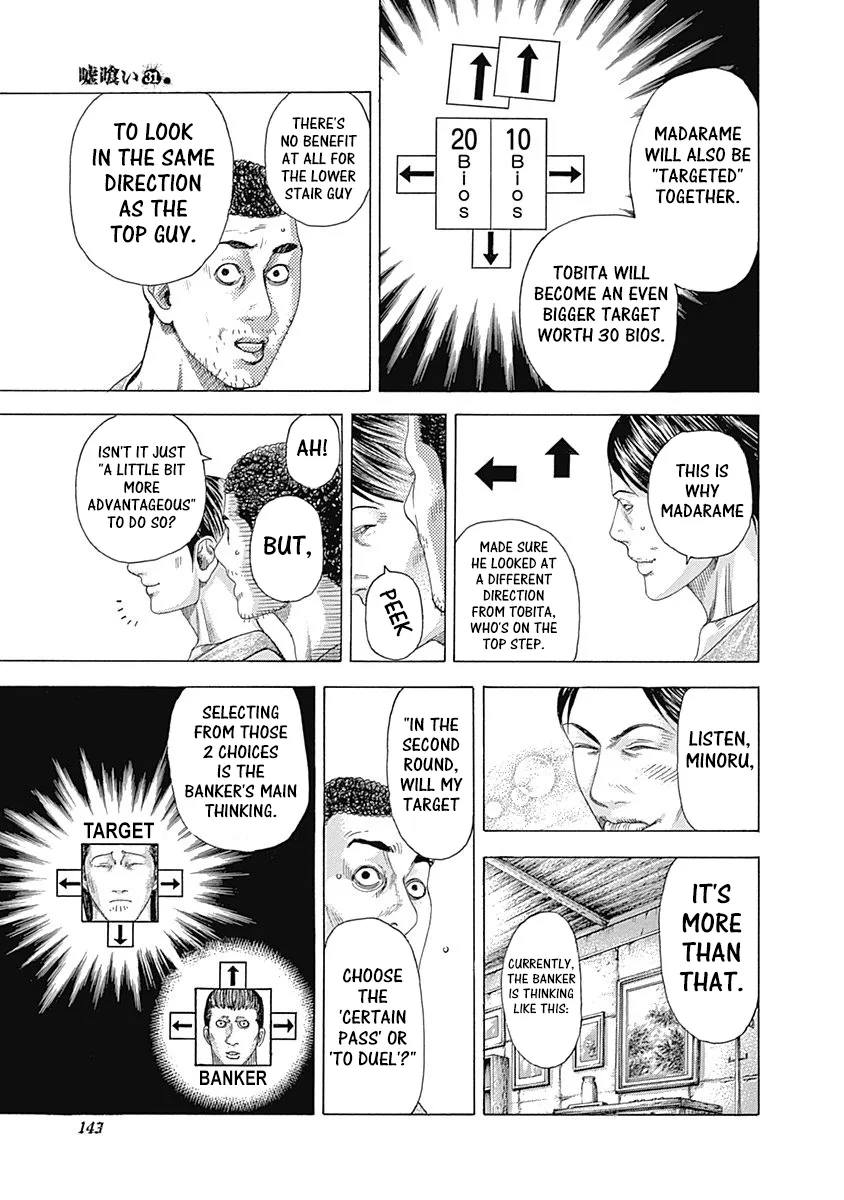 嘘喰い 31
MADARAME
WILL ALSO BE
"TARGETED"
TOGETHER.
20
Bios
10
Bios
TOBITA WILL
BECOME AN EVEN
BIGGER TARGET
WORTH 30 BIOS.
THERE'S
NO BENEFIT
AT ALL FOR
THE LOWER
STAIR GUY
TO LOOK
IN THE SAME
DIRECTION
AS THE
TOP GUY.
THIS IS
WHY
MADARAME
MADE SURE
HE LOOKED AT
A DIFFERENT
DIRECTION
FROM TOBITA,
WHO'S ON THE
TOP STEP.
PEEK
AH!
BUT,
ISN'T IT JUST
"A LITTLE BIT
MORE
ADVANTAGEOUS"
TO DO SO?
LISTEN,
MINORU,
IT'S
MORE
THAN
THAT.
CURRENTLY,
THE BANKER
IS THINKING
LIKE THIS:
"IN THE
SECOND
ROUND,
WILL MY
TARGET
CHOOSE
THE
'CERTAIN
PASS' OR
'TO DUEL'?"
SELECTING
FROM THOSE
2 CHOICES
IS THE
BANKER'S MAIN
THINKING.
TARGET
BANKER
143